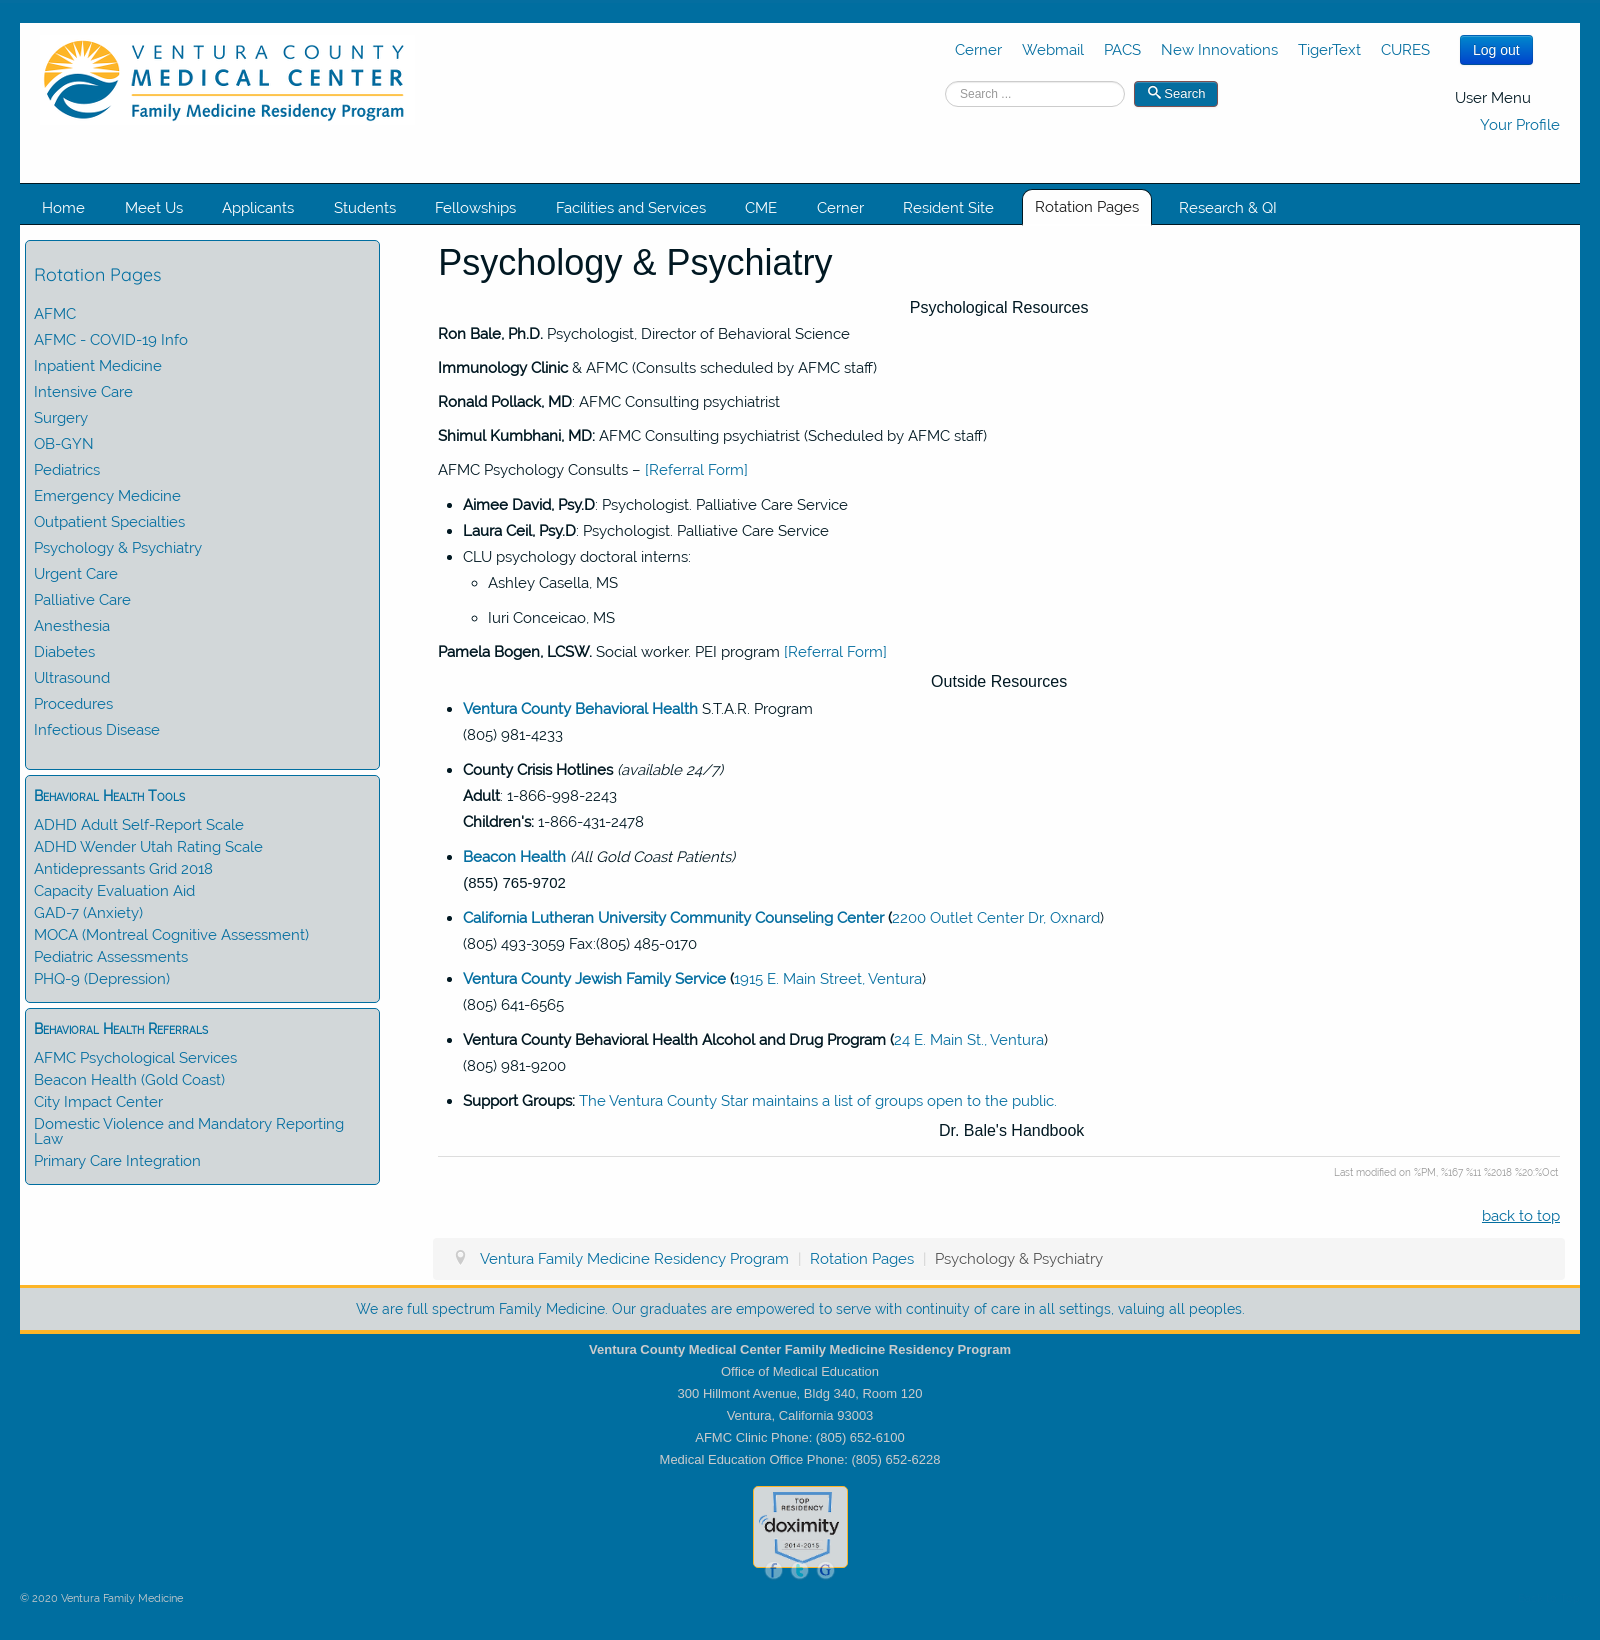 VENTURA COUNTY
MEDICAL CENTER
Family Medicine Residency Program
Cerner Webmail PACS New Innovations TigerText CURES
Log out
Search ...
Search
User Menu
Your Profile
Home Meet Us Applicants Students Fellowships Facilities and Services CME Cerner Resident Site Rotation Pages Research & QI
Rotation Pages
AFMC
AFMC - COVID-19 Info
Inpatient Medicine
Intensive Care
Surgery
OB-GYN
Pediatrics
Emergency Medicine
Outpatient Specialties
Psychology & Psychiatry
Urgent Care
Palliative Care
Anesthesia
Diabetes
Ultrasound
Procedures
Infectious Disease
Behavioral Health Tools
ADHD Adult Self-Report Scale
ADHD Wender Utah Rating Scale
Antidepressants Grid 2018
Capacity Evaluation Aid
GAD-7 (Anxiety)
MOCA (Montreal Cognitive Assessment)
Pediatric Assessments
PHQ-9 (Depression)
Behavioral Health Referrals
AFMC Psychological Services
Beacon Health (Gold Coast)
City Impact Center
Domestic Violence and Mandatory Reporting
Law
Primary Care Integration
Psychology & Psychiatry
Psychological Resources
Ron Bale, Ph.D. Psychologist, Director of Behavioral Science
Immunology Clinic & AFMC (Consults scheduled by AFMC staff)
Ronald Pollack, MD: AFMC Consulting psychiatrist
Shimul Kumbhani, MD: AFMC Consulting psychiatrist (Scheduled by AFMC staff)
AFMC Psychology Consults – [Referral Form]
Aimee David, Psy.D: Psychologist. Palliative Care Service
Laura Ceil, Psy.D: Psychologist. Palliative Care Service
CLU psychology doctoral interns:
Ashley Casella, MS
Iuri Conceicao, MS
Pamela Bogen, LCSW. Social worker. PEI program [Referral Form]
Outside Resources
Ventura County Behavioral Health S.T.A.R. Program
(805) 981-4233
County Crisis Hotlines (available 24/7)
Adult: 1-866-998-2243
Children's: 1-866-431-2478
Beacon Health (All Gold Coast Patients)
(855) 765-9702
California Lutheran University Community Counseling Center (2200 Outlet Center Dr, Oxnard)
(805) 493-3059 Fax:(805) 485-0170
Ventura County Jewish Family Service (1915 E. Main Street, Ventura)
(805) 641-6565
Ventura County Behavioral Health Alcohol and Drug Program (24 E. Main St., Ventura)
(805) 981-9200
Support Groups: The Ventura County Star maintains a list of groups open to the public.
Dr. Bale's Handbook
Last modified on %PM, %167 %11 %2018 %20:%Oct
back to top
Ventura Family Medicine Residency Program | Rotation Pages | Psychology & Psychiatry
We are full spectrum Family Medicine. Our graduates are empowered to serve with continuity of care in all settings, valuing all peoples.
Ventura County Medical Center Family Medicine Residency Program
Office of Medical Education
300 Hillmont Avenue, Bldg 340, Room 120
Ventura, California 93003
AFMC Clinic Phone: (805) 652-6100
Medical Education Office Phone: (805) 652-6228
TOP
RESIDENCY
doximity
2014-2015
f t G
© 2020 Ventura Family Medicine